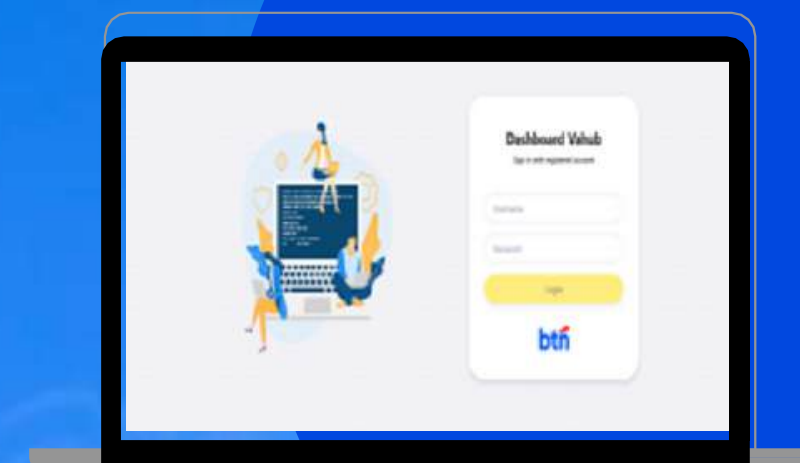 Dashboard Vahub
Sign in with registered account
Username
Password
Login
btn